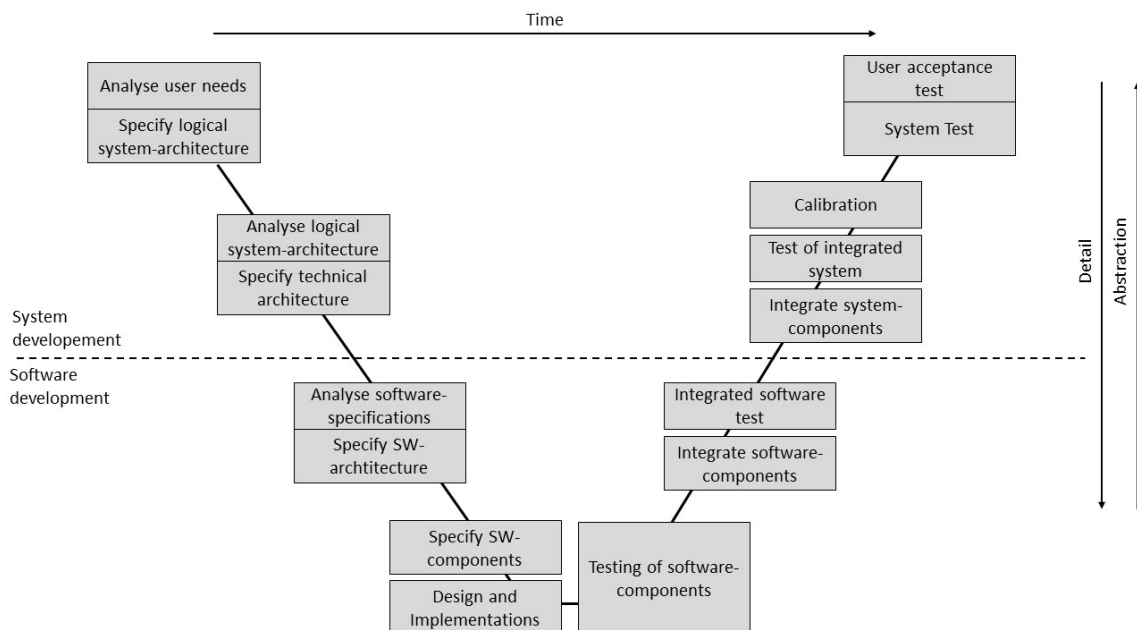 Time
Analyse user needs
Specify logical
system-architecture
User acceptance
test
System Test
Calibration
Analyse logical
system-architecture
Specify technical
architecture
Test of integrated
system
Integrate system-
components
Detail
Abstraction
System
developement
Software
development
Analyse software-
specifications
Specify SW-
archtitecture
Integrated software
test
Integrate software-
components
Specify SW-
components
Design and
Implementations
Testing of software-
components